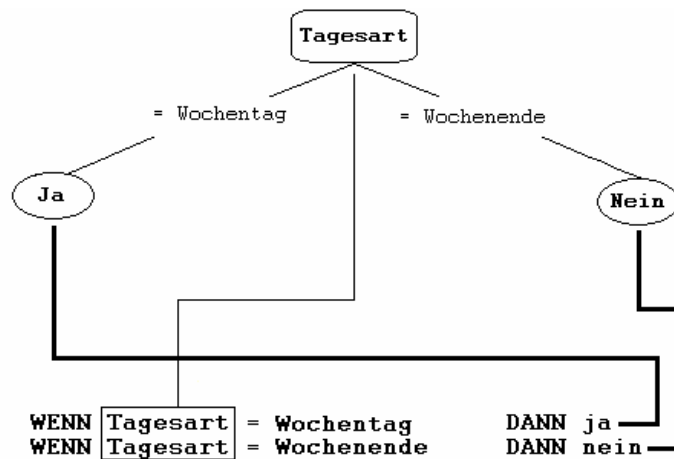 Tagesart
= Wochentag = Wochenende
Ja Nein
WENN Tagesart = Wochentag DANN ja
WENN Tagesart = Wochenende DANN nein